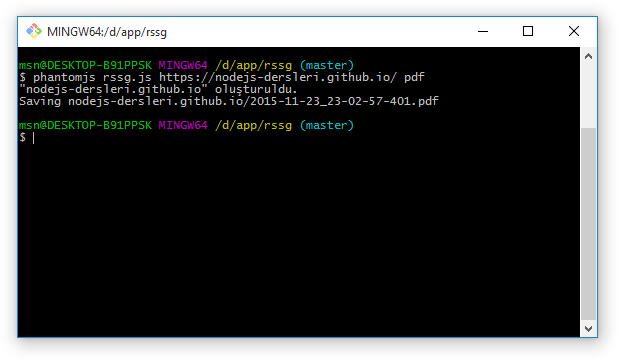 MINGW64:/d/app/rssg
msn@DESKTOP-B91PPSK MINGW64 /d/app/rssg (master)
$ phantomjs rssg.js https://nodejs-dersleri.github.io/ pdf
"nodejs-dersleri.github.io" oluşturuldu.
Saving nodejs-dersleri.github.io/2015-11-23_23-02-57-401.pdf
msn@DESKTOP-B91PPSK MINGW64 /d/app/rssg (master)
$